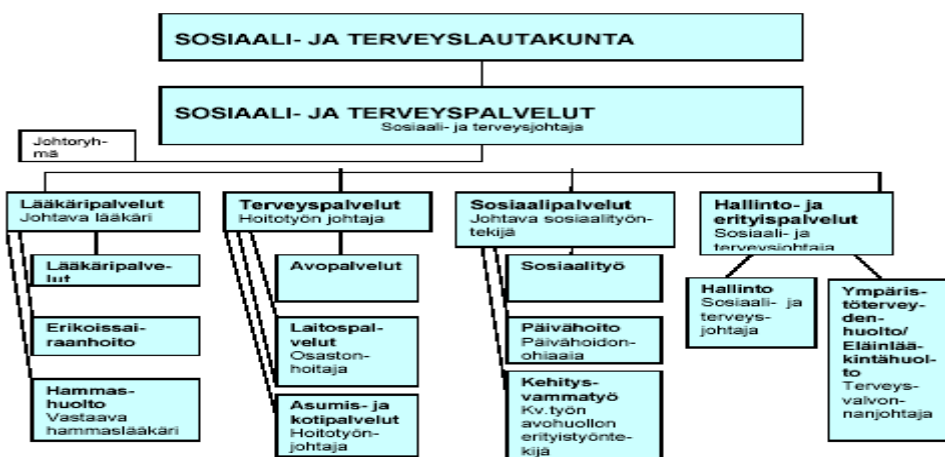 SOSIAALI- JA TERVEYSLAUTAKUNTA
SOSIAALI- JA TERVEYSPALVELUT
Sosiaali- ja terveysjohtaja
Johtoryh-
mä
Lääkäripalvelut
Johtava lääkäri
Terveyspalvelut
Hoitotyön johtaja
Sosiaalipalvelut
Johtava sosiaalityön-
tekijä
Hallinto- ja
erityispalvelut
Sosiaali- ja
terveysjohtaja
Lääkäripalve-
lut
Avopalvelut
Sosiaalityö
Hallinto
Sosiaali- ja
terveys-
johtaja
Ympäris-
tötervey-
den-
huolto/
Eläinlää-
kintähuol-
to
Terveys-
valvon-
nanjohtaja
Erikoissai-
raanhoito
Laitospal-
velut
Osaston-
hoitaja
Päivähoito
Päivähoidon-
ohjaaja
Hammas-
huolto
Vastaava
hammaslääkäri
Asumis- ja
kotipalvelut
Hoitotyön-
johtaja
Kehitys-
vammatyö
Kv.työn
avohuollon
erityistyönte-
kijä